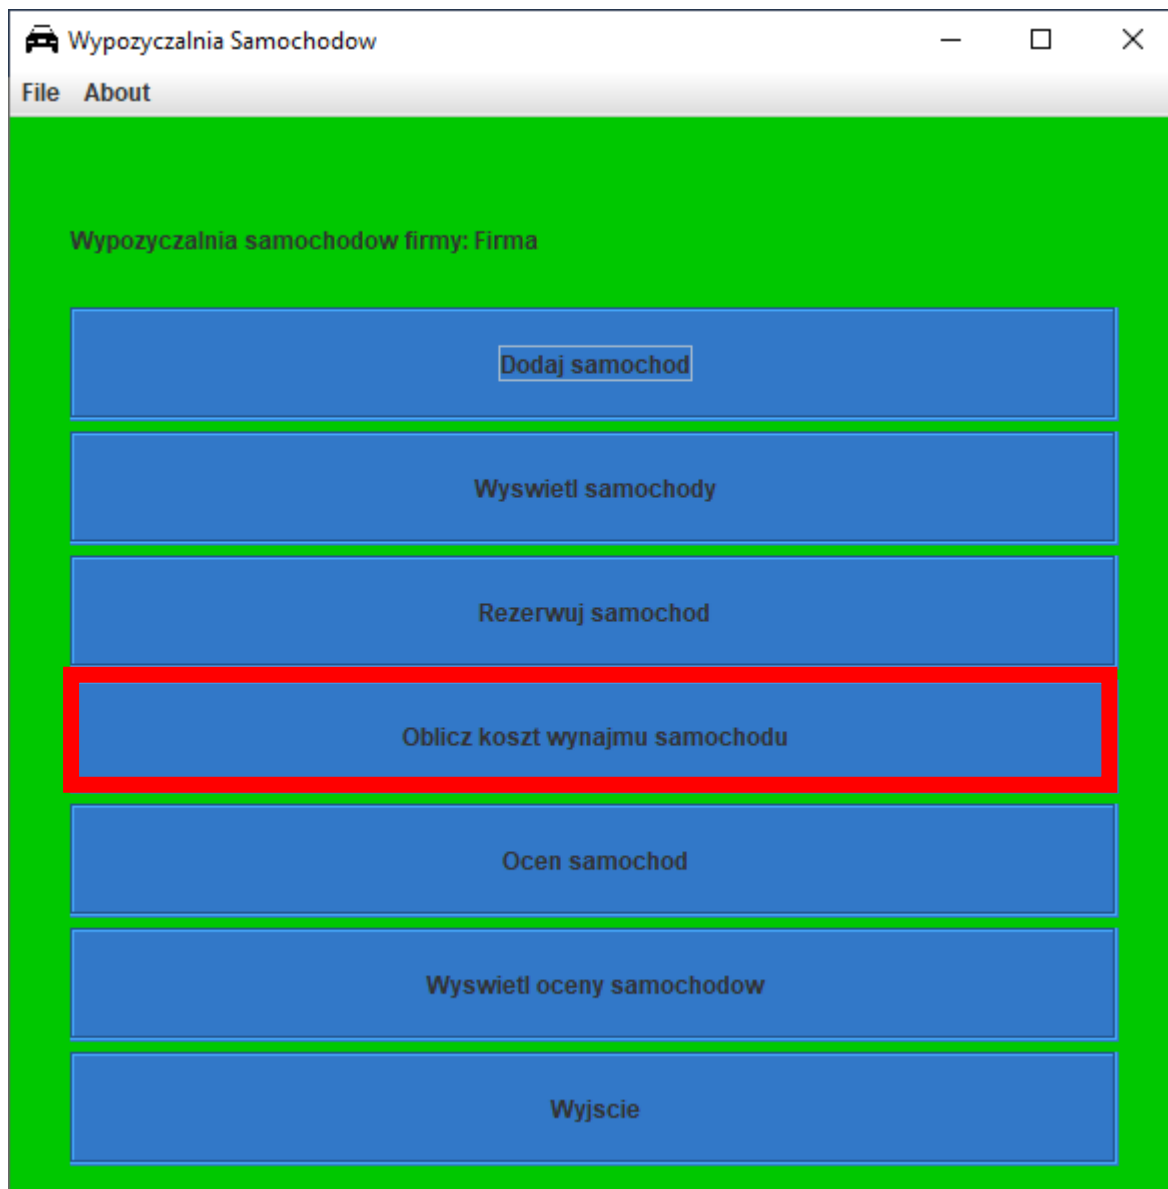 Wypozyczalnia Samochodow
File About
Wypozyczalnia samochodow firmy: Firma
Dodaj samochod
Wyswietl samochody
Rezerwuj samochod
Oblicz koszt wynajmu samochodu
Ocen samochod
Wyswietl oceny samochodow
Wyjscie